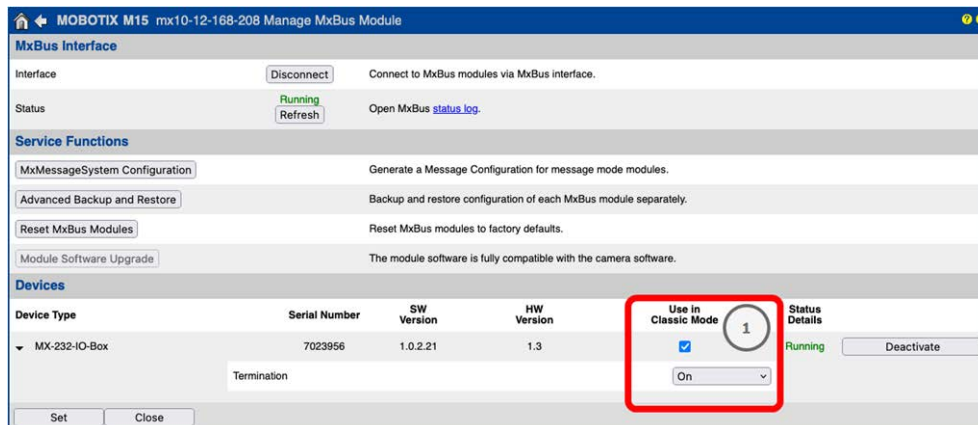 MOBOTIX M15 mx10-12-168-208 Manage MxBus Module
MxBus Interface
Interface Disconnect Connect to MxBus modules via MxBus interface.
Status Running Refresh Open MxBus status log.
Service Functions
MxMessageSystem Configuration Generate a Message Configuration for message mode modules.
Advanced Backup and Restore Backup and restore configuration of each MxBus module separately.
Reset MxBus Modules Reset MxBus modules to factory defaults.
Module Software Upgrade The module software is fully compatible with the camera software.
Devices
Device Type Serial Number SW Version HW Version Use in Classic Mode 1 Status Details
MX-232-IO-Box 7023956 1.0.2.21 1.3 Running Deactivate
Termination On
Set Close